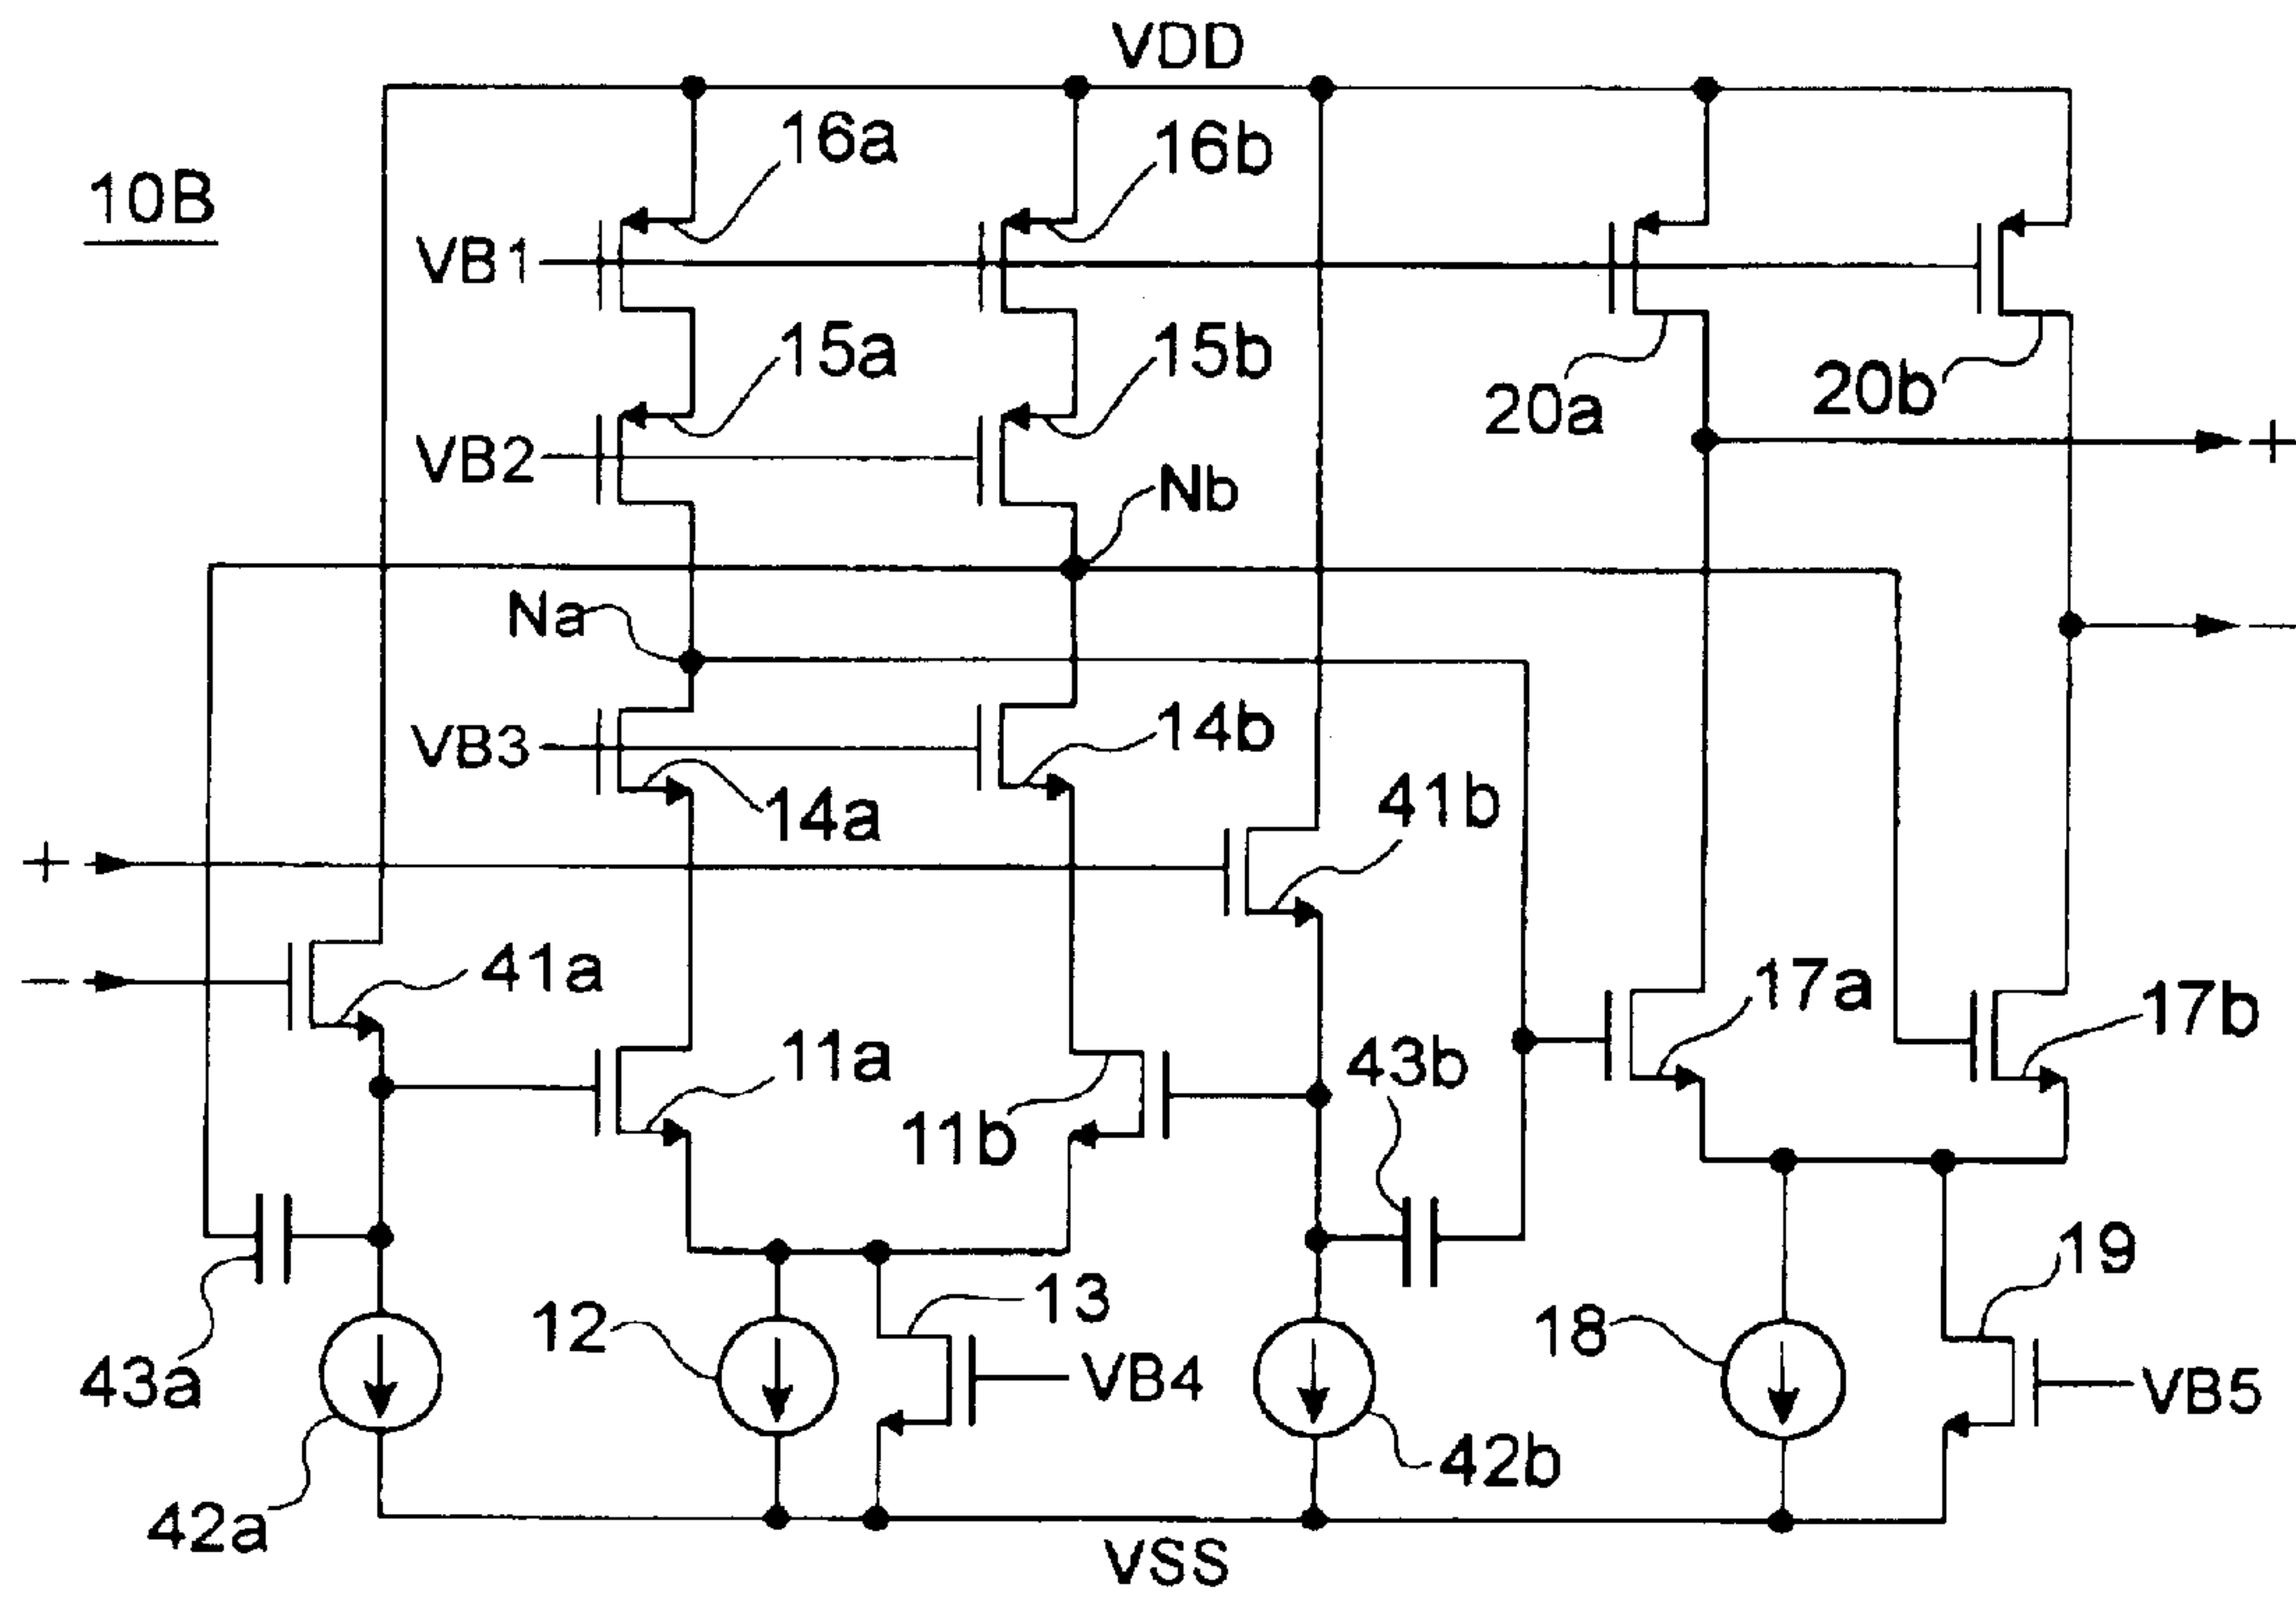 VDD
16a
16b
10B
VB1
15a
15b
20a
20b
VB2
+
Nb
Na
−
VB3
14b
14a
41b
+
−
41a
17a
17b
11a
43b
11b
19
12
13
18
43a
VB4
VB5
42b
42a
VSS